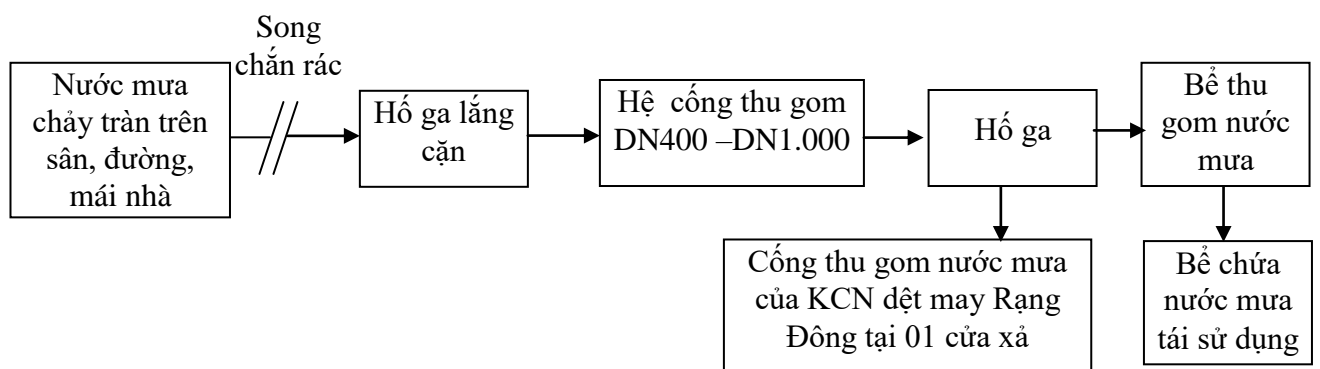 Song
chắn rác
Nước mưa
chảy tràn trên
sân, đường,
mái nhà
Hố ga lắng
cặn
Hệ cống thu gom
DN400 –DN1.000
Hố ga
Bể thu
gom nước
mưa
Cống thu gom nước mưa
của KCN dệt may Rạng
Đông tại 01 cửa xả
Bể chứa
nước mưa
tái sử dụng